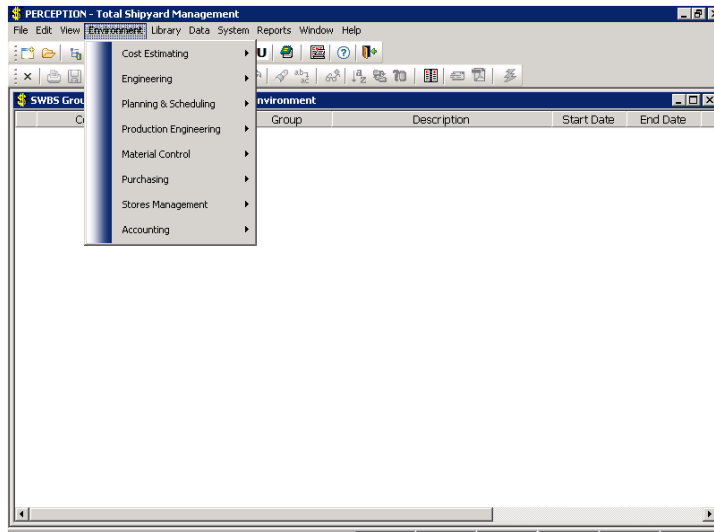 PERCEPTION - Total Shipyard Management
File Edit View Environment Library Data System Reports Window Help
SWBS Grou nvironment
Group Description Start Date End Date
Cost Estimating
Engineering
Planning & Scheduling
Production Engineering
Material Control
Purchasing
Stores Management
Accounting